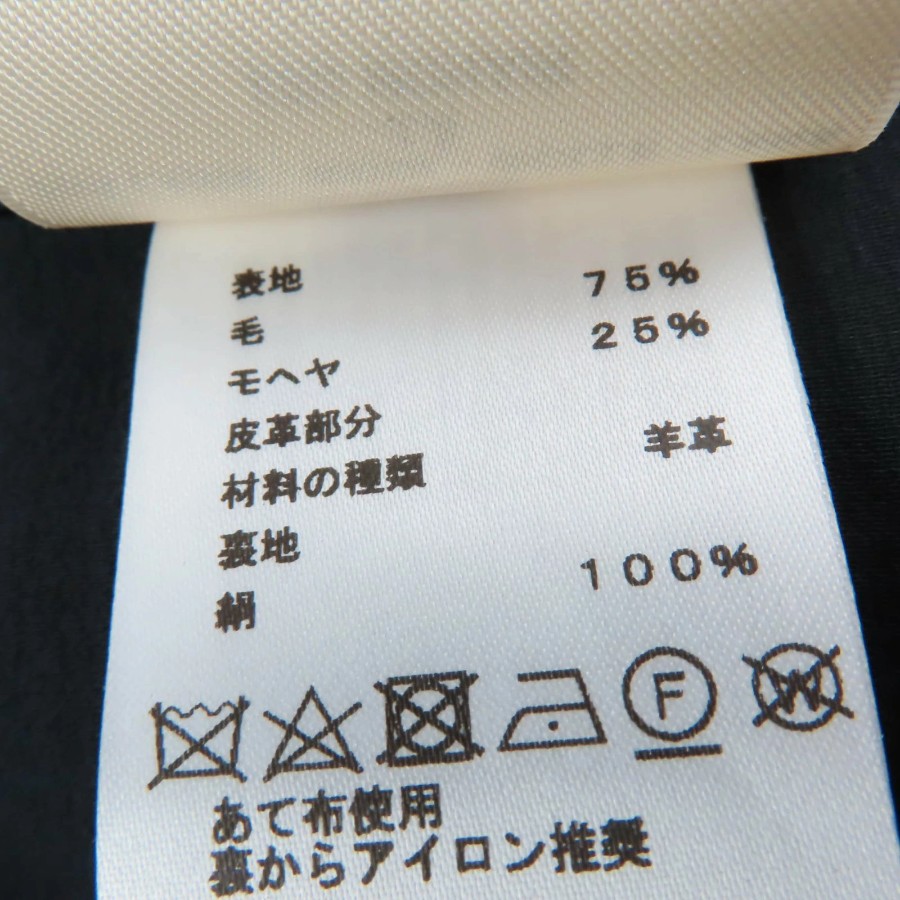 表地
毛 75%
モヘヤ 25%
皮革部分
材料の種類 羊革
裏地
絹 100%
F W
あて布使用
裏からアイロン推奨